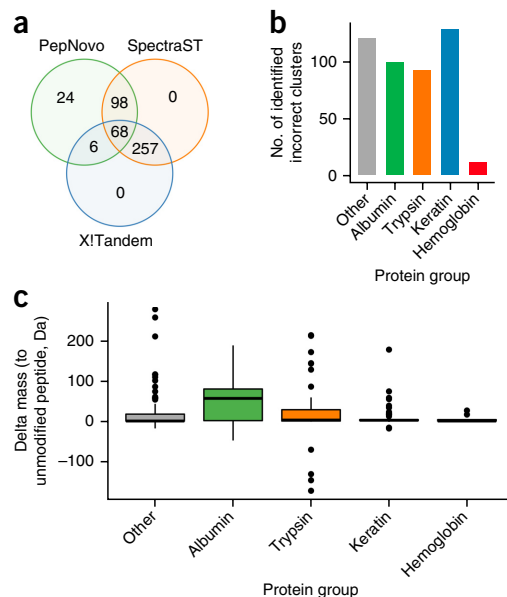 a
PepNovo SpectraST
24 98 0
68
6 257
0
X!Tandem
b
No. of identified
incorrect clusters
100
50
0
Other
Albumin
Trypsin
Keratin
Hemoglobin
Protein group
c
Delta mass (to
unmodified peptide, Da)
200
100
0
−100
Other
Albumin
Trypsin
Keratin
Hemoglobin
Protein group